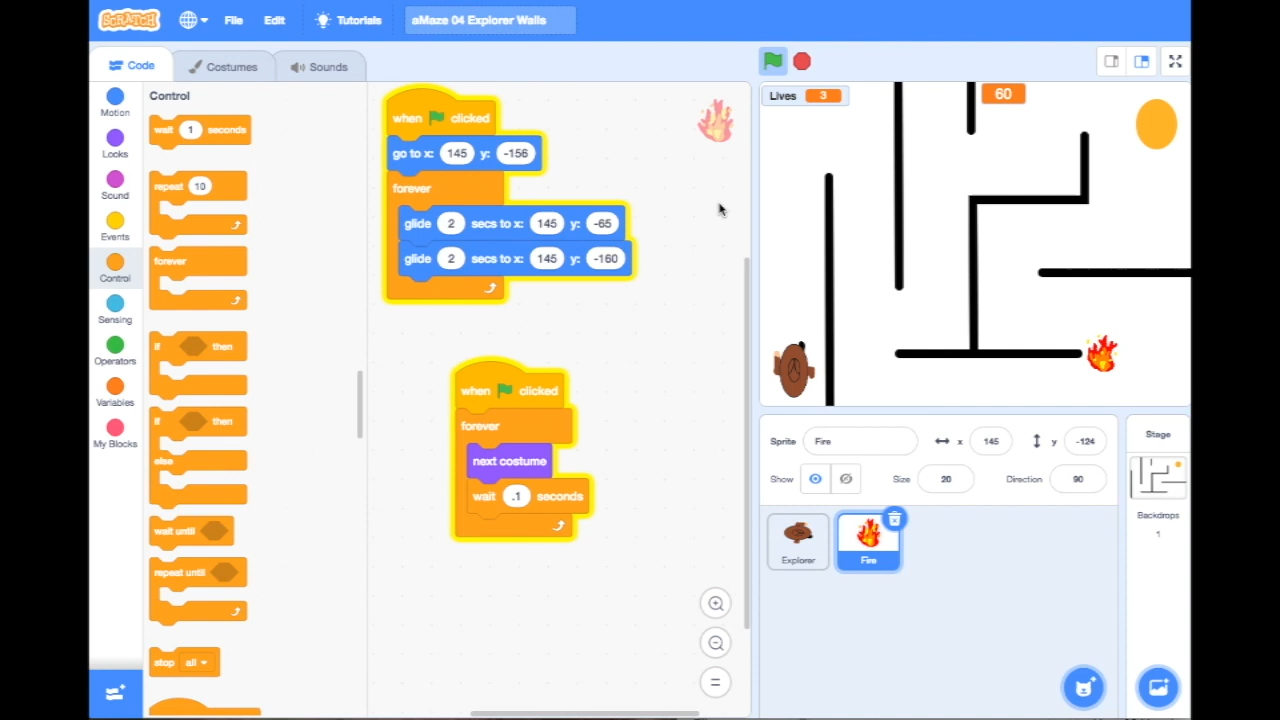 SCRATCH
File
Edit
Tutorials
aMaze 04 Explorer Walls
Code
Costumes
Sounds
Motion
Looks
Sound
Events
Control
Sensing
Operators
Variables
My Blocks
Control
wait 1 seconds
repeat 10
forever
if then
if then
else
wait until
repeat until
stop all
when clicked
go to x: 145 y: -156
forever
glide 2 secs to x: 145 y: -65
glide 2 secs to x: 145 y: -160
when clicked
forever
next costume
wait .1 seconds
Lives 3
60
Sprite Fire x 145 y -124
Show Size 20 Direction 90
Explorer
Fire
Stage
Backdrops
1